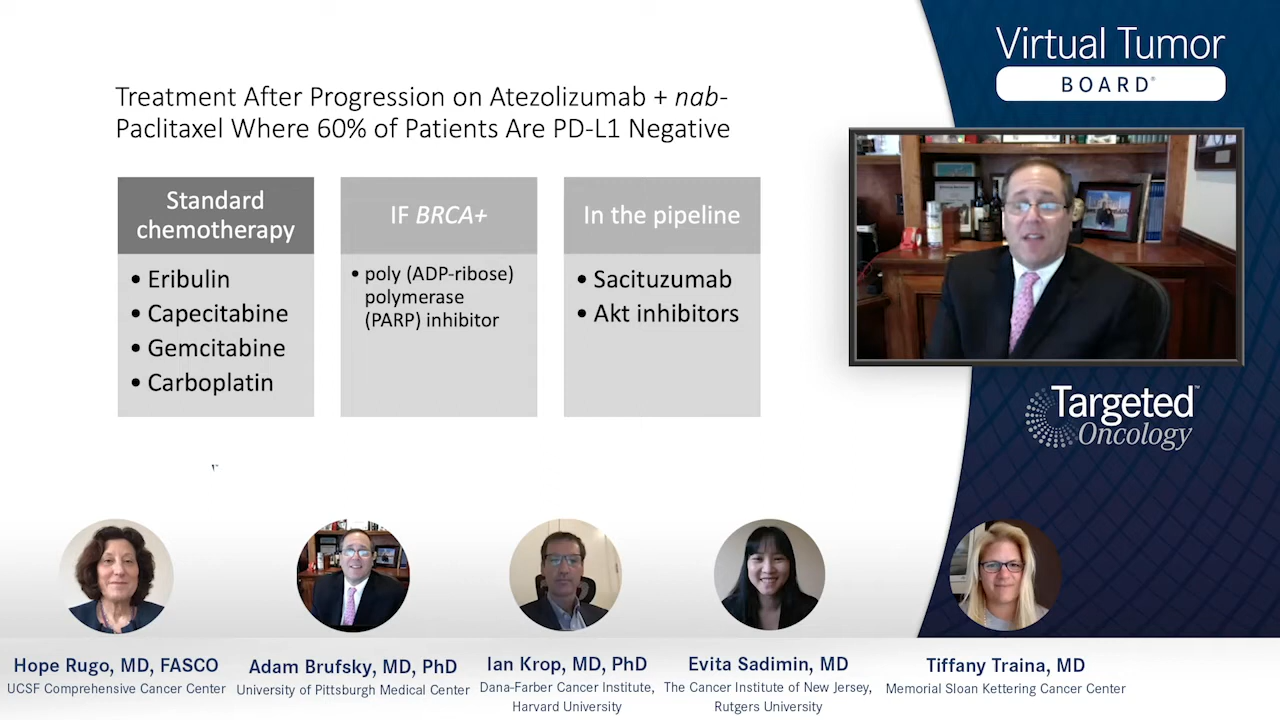 Virtual Tumor
BOARD®
Treatment After Progression on Atezolizumab + nab-
Paclitaxel Where 60% of Patients Are PD-L1 Negative
Standard
chemotherapy
• Eribulin
• Capecitabine
• Gemcitabine
• Carboplatin
IF BRCA+
• poly (ADP-ribose)
polymerase
(PARP) inhibitor
In the pipeline
• Sacituzumab
• Akt inhibitors
Targeted™
Oncology
Hope Rugo, MD, FASCO
UCSF Comprehensive Cancer Center
Adam Brufsky, MD, PhD
University of Pittsburgh Medical Center
Ian Krop, MD, PhD
Dana-Farber Cancer Institute,
Harvard University
Evita Sadimin, MD
The Cancer Institute of New Jersey,
Rutgers University
Tiffany Traina, MD
Memorial Sloan Kettering Cancer Center